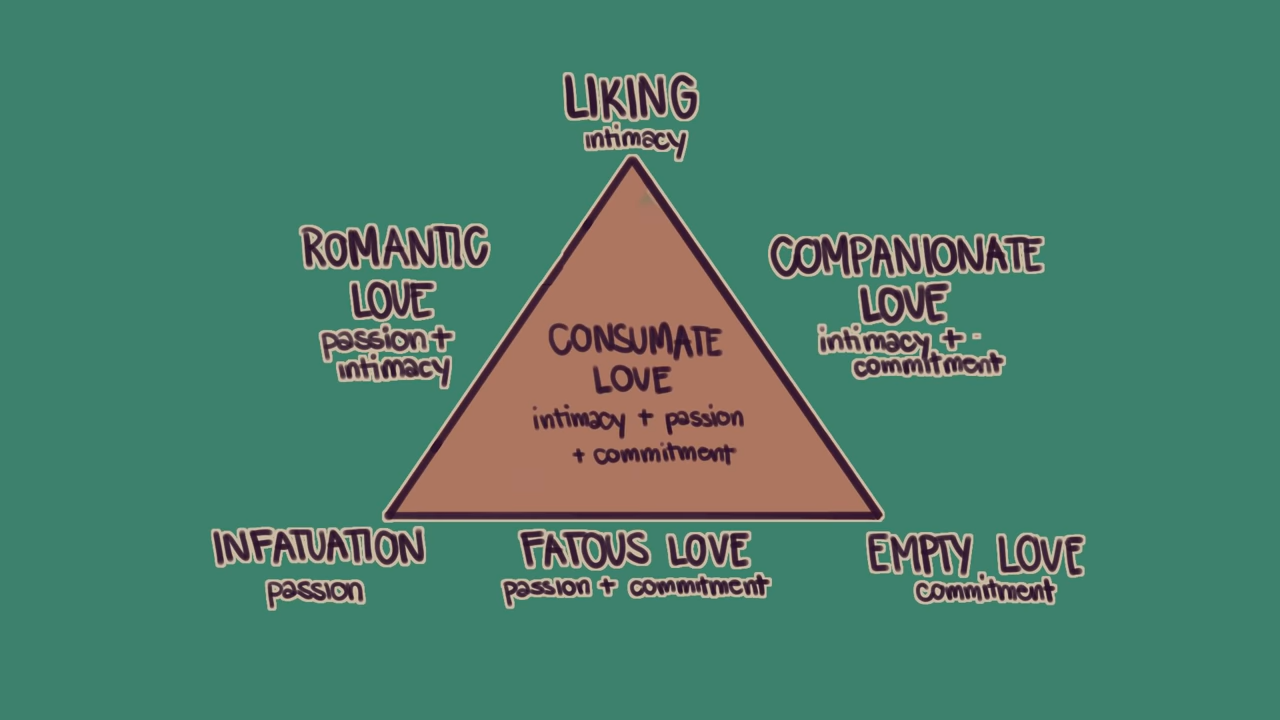 LIKING
intimacy
ROMANTIC
LOVE
passion +
intimacy
COMPANIONATE
LOVE
intimacy +
commitment
CONSUMATE
LOVE
intimacy + passion
+ commitment
INFATUATION
passion
FATOUS LOVE
passion + commitment
EMPTY LOVE
commitment